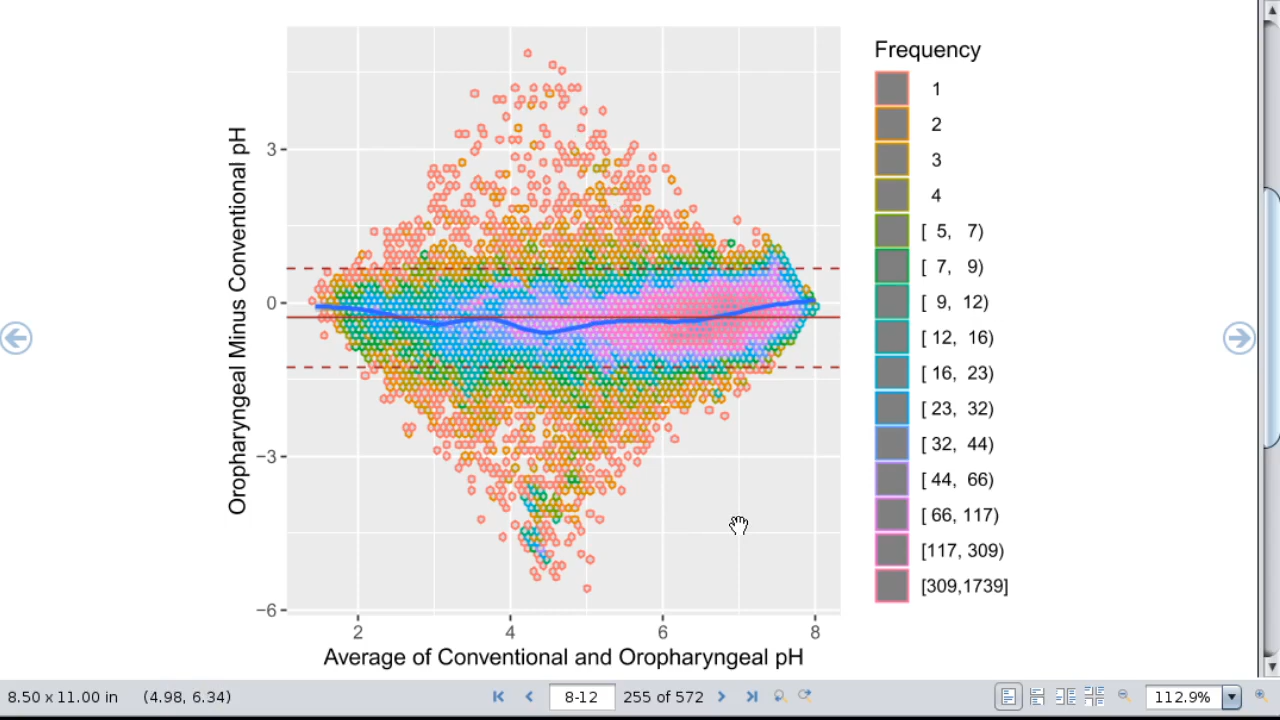 Frequency
1
2
3
4
[ 5, 7)
[ 7, 9)
[ 9, 12)
[ 12, 16)
[ 16, 23)
[ 23, 32)
[ 32, 44)
[ 44, 66)
[ 66, 117)
[117, 309)
[309,1739]
Oropharyngeal Minus Conventional pH
3
0
−3
−6
2 4 6 8
Average of Conventional and Oropharyngeal pH
8.50 x 11.00 in (4.98, 6.34) 8-12 255 of 572 112.9%